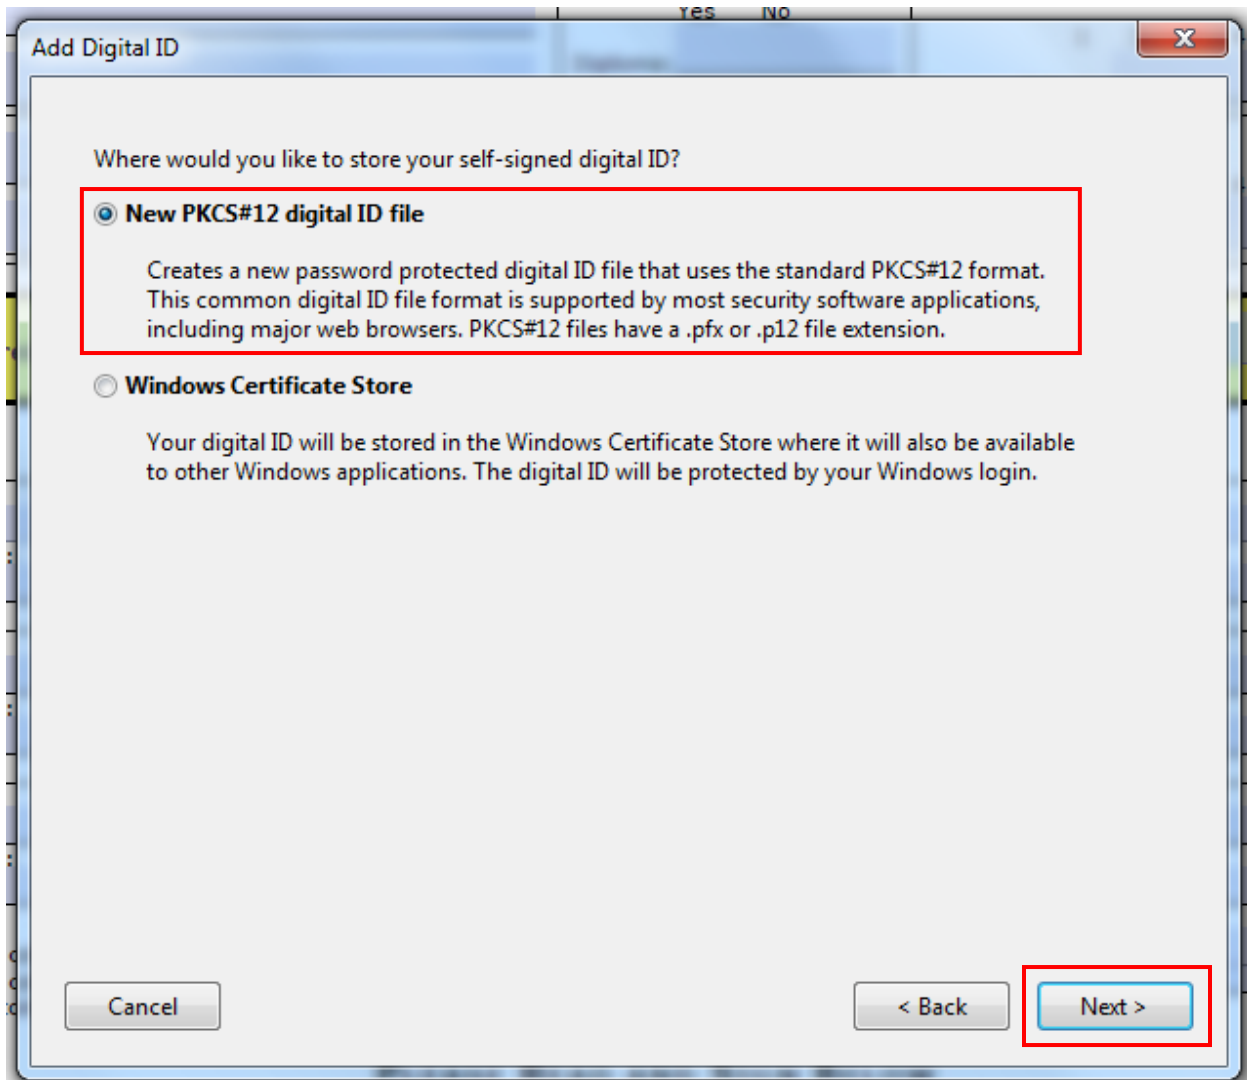 Yes No
Add Digital ID
Where would you like to store your self-signed digital ID?
New PKCS#12 digital ID file
Creates a new password protected digital ID file that uses the standard PKCS#12 format.
This common digital ID file format is supported by most security software applications,
including major web browsers. PKCS#12 files have a .pfx or .p12 file extension.
Windows Certificate Store
Your digital ID will be stored in the Windows Certificate Store where it will also be available
to other Windows applications. The digital ID will be protected by your Windows login.
Cancel
< Back
Next >